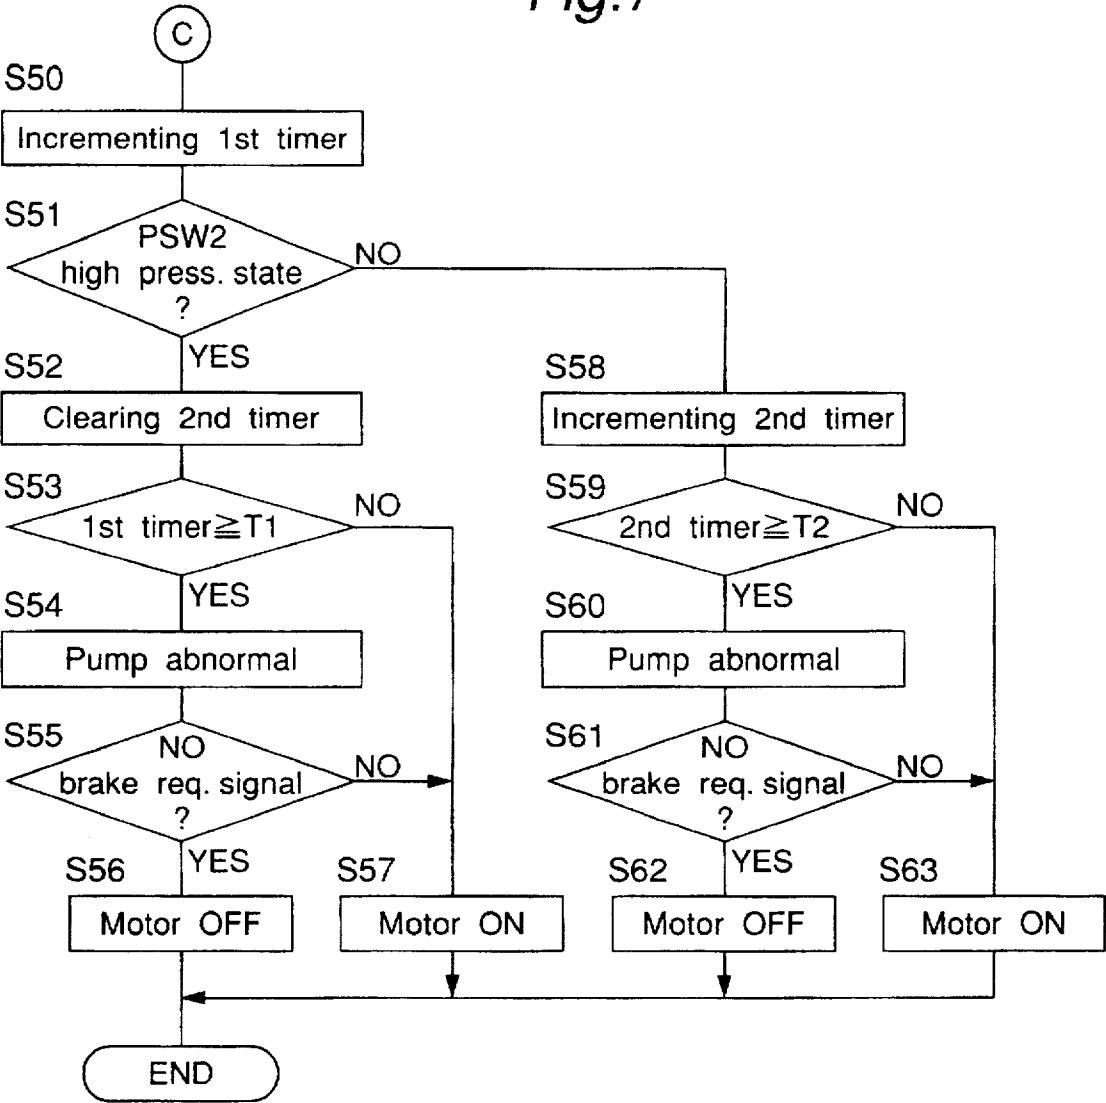 Fig.7
C
S50
Incrementing 1st timer
S51
PSW2
high press. state
?
NO
YES
S52
Clearing 2nd timer
S53
1st timer≧T1
NO
YES
S54
Pump abnormal
S55
NO
brake req. signal
?
NO
YES
S56
Motor OFF
S57
Motor ON
S58
Incrementing 2nd timer
S59
2nd timer≧T2
NO
YES
S60
Pump abnormal
S61
NO
brake req. signal
?
NO
YES
S62
Motor OFF
S63
Motor ON
END